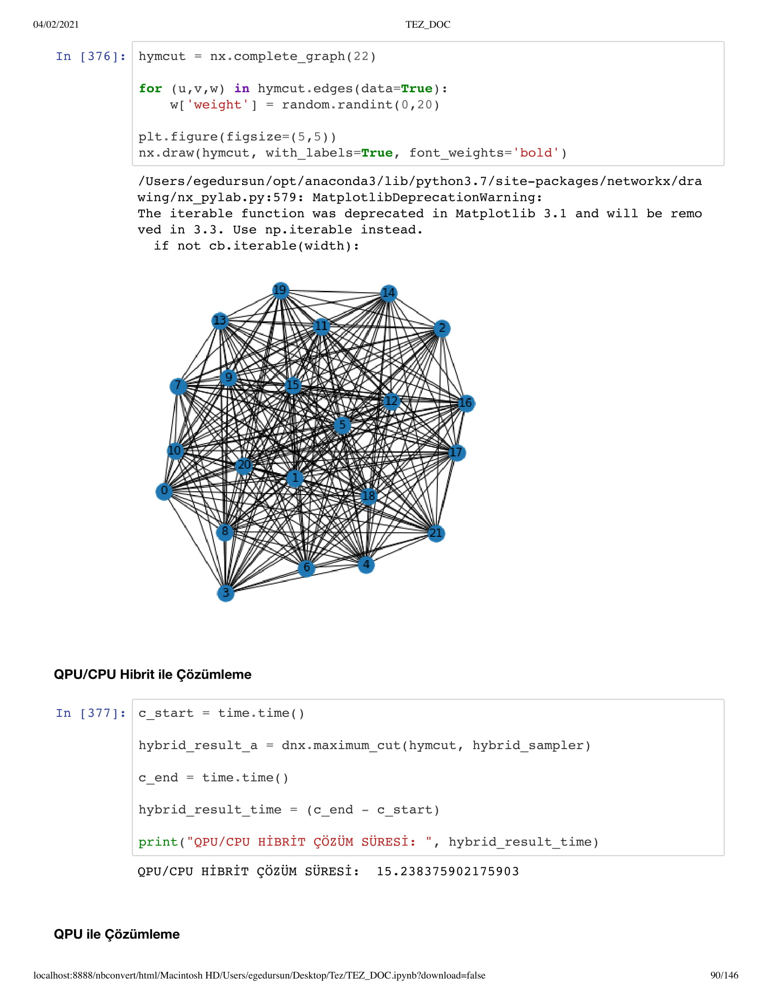 04/02/2021
TEZ_DOC
In [376]:
hymcut = nx.complete_graph(22)
for (u,v,w) in hymcut.edges(data=True):
    w['weight'] = random.randint(0,20)
plt.figure(figsize=(5,5))
nx.draw(hymcut, with_labels=True, font_weights='bold')
/Users/egedursun/opt/anaconda3/lib/python3.7/site-packages/networkx/dra
wing/nx_pylab.py:579: MatplotlibDeprecationWarning:
The iterable function was deprecated in Matplotlib 3.1 and will be remo
ved in 3.3. Use np.iterable instead.
  if not cb.iterable(width):
19
14
13
11
2
9
7
15
12
16
5
10
17
20
1
0
18
8
21
6
4
3
QPU/CPU Hibrit ile Çözümleme
In [377]:
c_start = time.time()
hybrid_result_a = dnx.maximum_cut(hymcut, hybrid_sampler)
c_end = time.time()
hybrid_result_time = (c_end - c_start)
print("QPU/CPU HİBRİT ÇÖZÜM SÜRESİ: ", hybrid_result_time)
QPU/CPU HİBRİT ÇÖZÜM SÜRESİ:  15.238375902175903
QPU ile Çözümleme
localhost:8888/nbconvert/html/Macintosh HD/Users/egedursun/Desktop/Tez/TEZ_DOC.ipynb?download=false
90/146